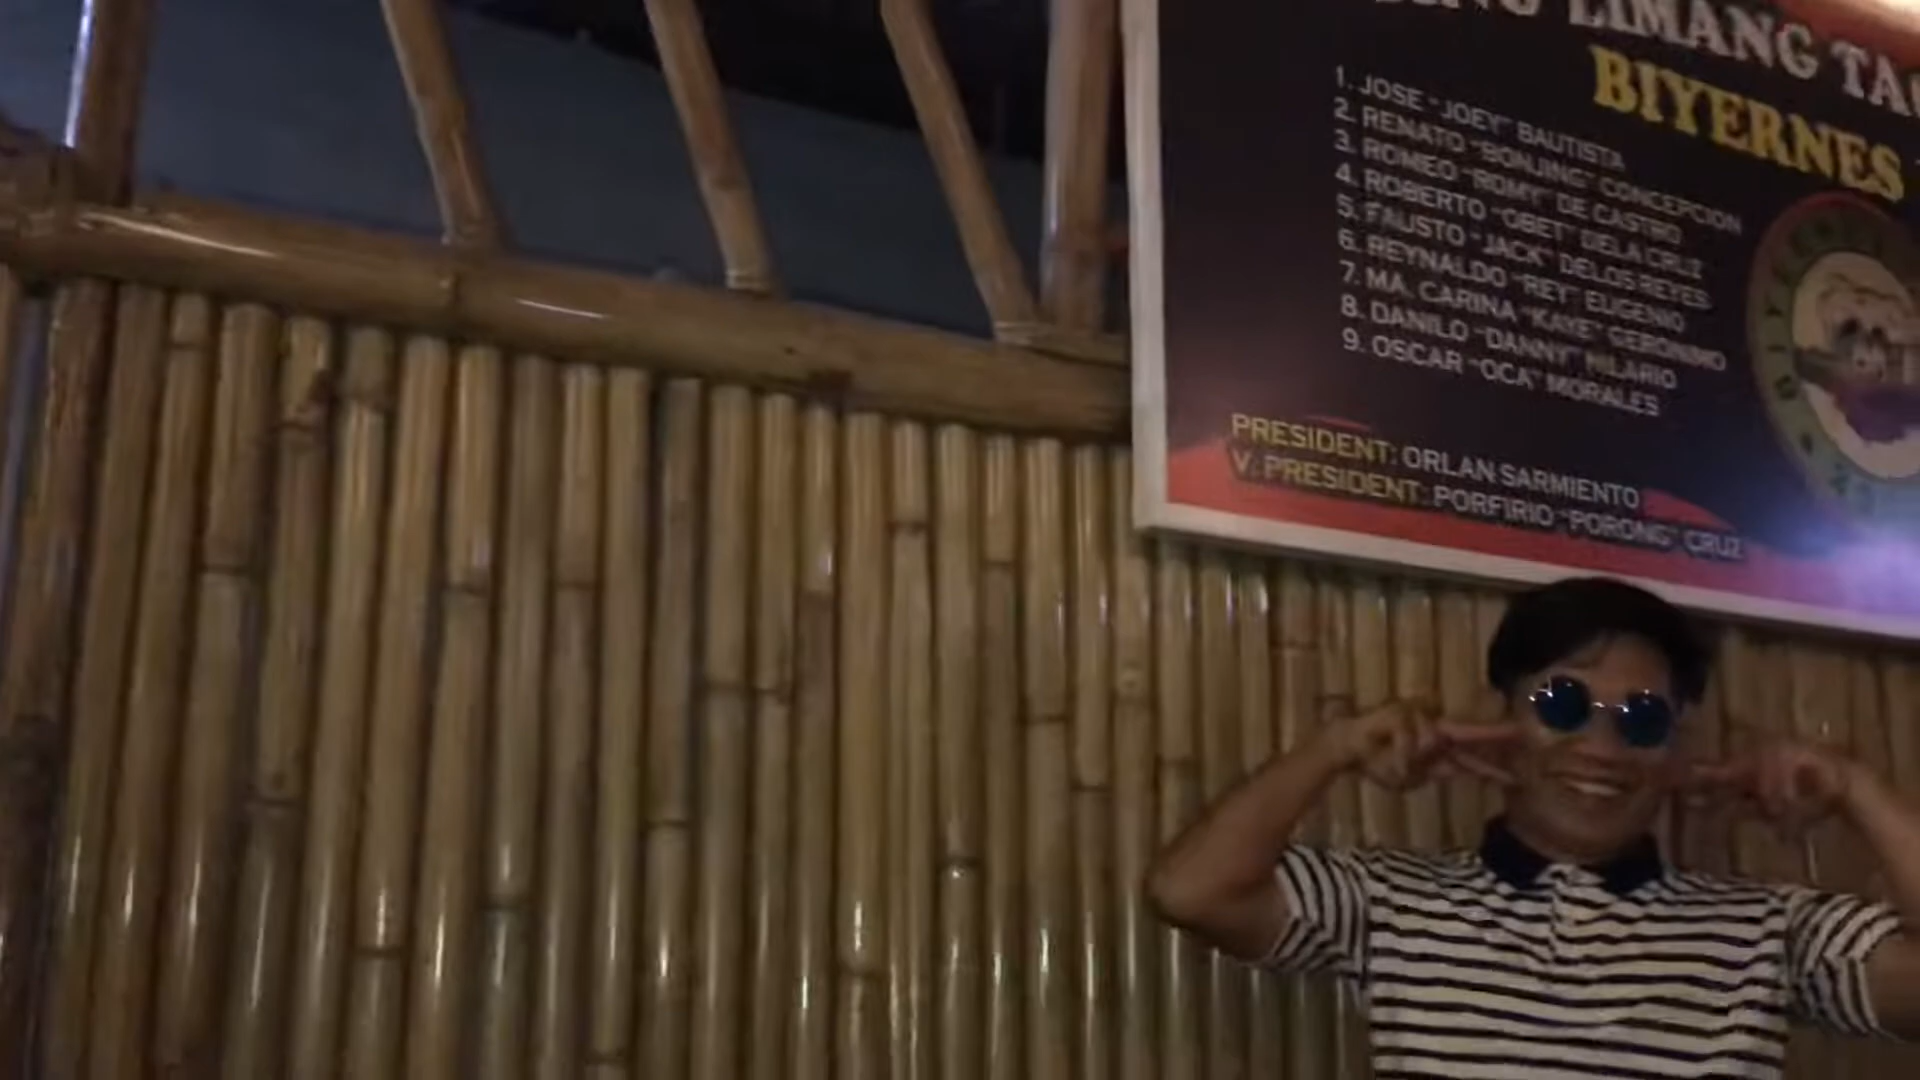 LIMANG
BIYERNES
1. JOSE "JOEY" BAUTISTA
2. RENATO "BONJING" CONCEPCION
3. ROMEO "ROMY" DE CASTRO
4. ROBERTO "OBET" DELA CRUZ
5. FAUSTO "JACK" DELOS REYES
6. REYNALDO "REY" EUGENIO
7. MA. CARINA "KAYE" GERONIMO
8. DANILO "DANNY" HILARIO
9. OSCAR "OCA" MORALES
PRESIDENT: ORLAN SARMIENTO
V. PRESIDENT: PORFIRIO "PORONG" CRUZ